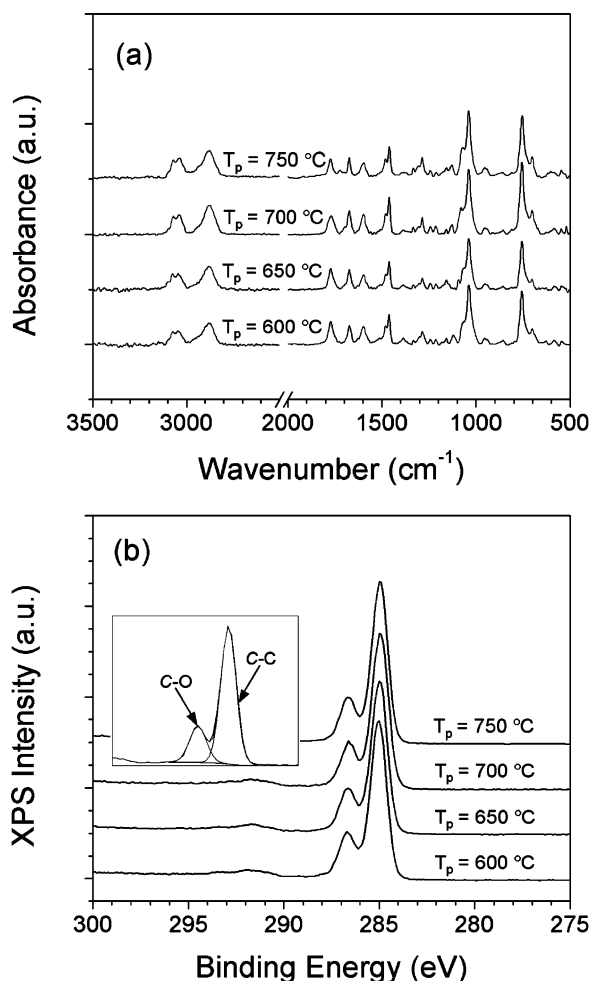 (a)
Absorbance (a.u.)
T_p = 750 °C
T_p = 700 °C
T_p = 650 °C
T_p = 600 °C
3500 3000 2000 2000 1500 1000 500
Wavenumber (cm⁻¹)
(b)
XPS Intensity (a.u.)
C-O
C-C
T_p = 750 °C
T_p = 700 °C
T_p = 650 °C
T_p = 600 °C
300 295 290 285 280 275
Binding Energy (eV)